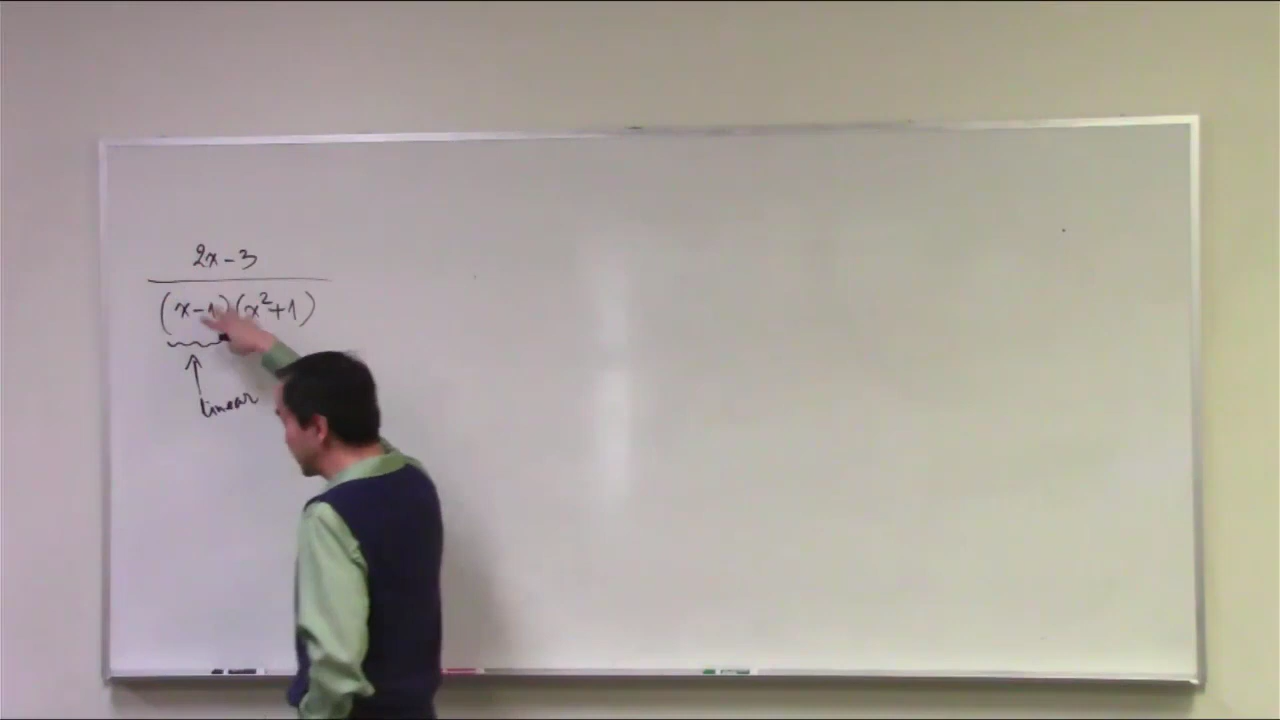 2x-3
(x-1)(x²+1)
linear